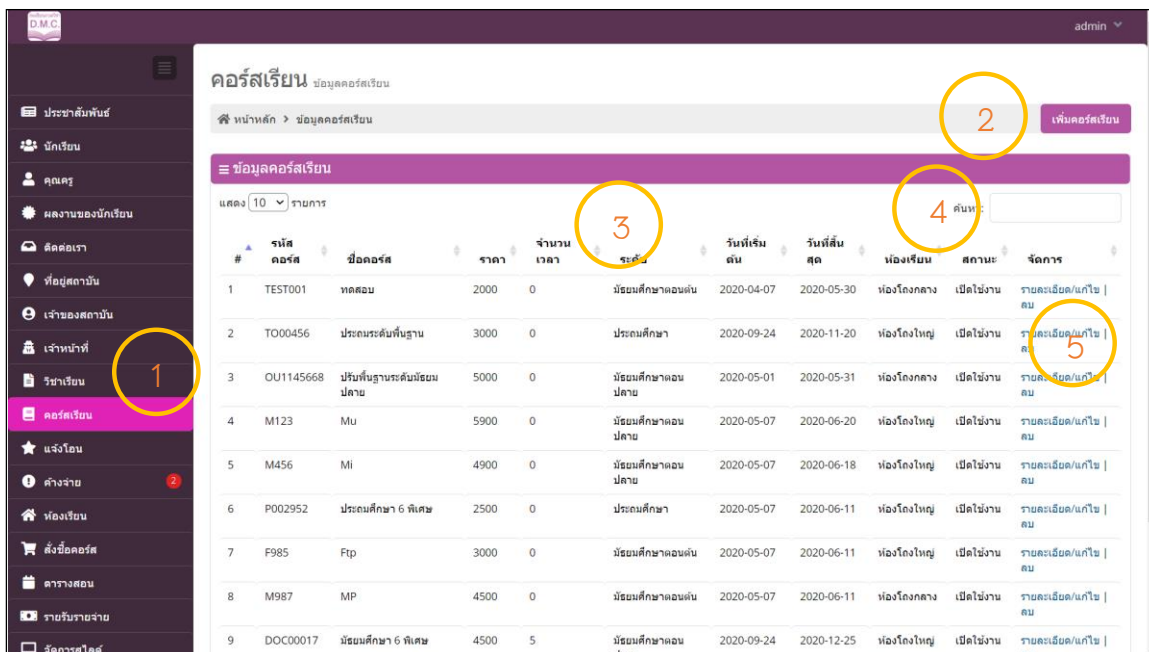 D.M.C.
admin
คอร์สเรียน ข้อมูลคอร์สเรียน
หน้าหลัก > ข้อมูลคอร์สเรียน
2
เพิ่มคอร์สเรียน
ประชาสัมพันธ์
นักเรียน
คุณครู
ผลงานของนักเรียน
ติดต่อเรา
ที่อยู่สถาบัน
เจ้าของสถาบัน
เจ้าหน้าที่
วิชาเรียน
1
คอร์สเรียน
แจ้งโอน
ค้างจ่าย 2
ห้องเรียน
สั่งซื้อคอร์ส
ตารางสอน
รายรับรายจ่าย
จัดการสไลด์
ข้อมูลคอร์สเรียน
แสดง 10 รายการ
3
4
ค้นหา:
# รหัสคอร์ส ชื่อคอร์ส ราคา จำนวนเวลา ระดับ วันที่เริ่มต้น วันที่สิ้นสุด ห้องเรียน สถานะ จัดการ
1 TEST001 ทดสอบ 2000 0 มัธยมศึกษาตอนต้น 2020-04-07 2020-05-30 ห้องโถงกลาง เปิดใช้งาน รายละเอียด/แก้ไข | ลบ
2 TO00456 ประถมระดับพื้นฐาน 3000 0 ประถมศึกษา 2020-09-24 2020-11-20 ห้องโถงใหญ่ เปิดใช้งาน รายละเอียด/แก้ไข | ลบ
5
3 OU1145668 ปรับพื้นฐานระดับมัธยมปลาย 5000 0 มัธยมศึกษาตอนปลาย 2020-05-01 2020-05-31 ห้องโถงกลาง เปิดใช้งาน รายละเอียด/แก้ไข | ลบ
4 M123 Mu 5900 0 มัธยมศึกษาตอนปลาย 2020-05-07 2020-06-20 ห้องโถงใหญ่ เปิดใช้งาน รายละเอียด/แก้ไข | ลบ
5 M456 Mi 4900 0 มัธยมศึกษาตอนปลาย 2020-05-07 2020-06-18 ห้องโถงใหญ่ เปิดใช้งาน รายละเอียด/แก้ไข | ลบ
6 P002952 ประถมศึกษา 6 พิเศษ 2500 0 ประถมศึกษา 2020-05-07 2020-06-11 ห้องโถงใหญ่ เปิดใช้งาน รายละเอียด/แก้ไข | ลบ
7 F985 Ftp 3000 0 มัธยมศึกษาตอนต้น 2020-05-07 2020-06-11 ห้องโถงใหญ่ เปิดใช้งาน รายละเอียด/แก้ไข | ลบ
8 M987 MP 4500 0 มัธยมศึกษาตอนต้น 2020-05-07 2020-06-11 ห้องโถงกลาง เปิดใช้งาน รายละเอียด/แก้ไข | ลบ
9 DOC00017 มัธยมศึกษา 6 พิเศษ 4500 5 มัธยมศึกษาตอน 2020-09-24 2020-12-25 ห้องโถงใหญ่ เปิดใช้งาน รายละเอียด/แก้ไข |